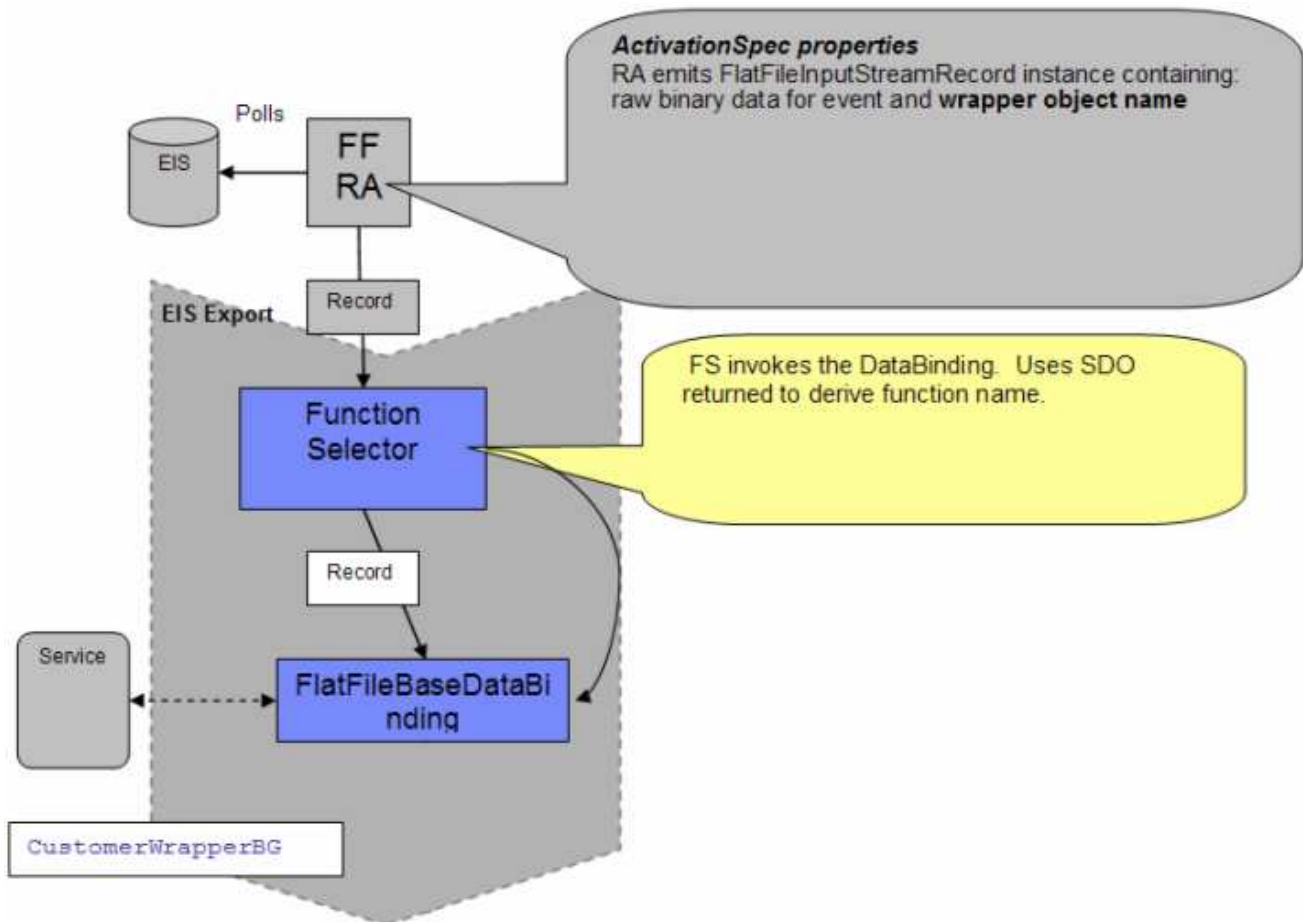 ActivationSpec properties
RA emits FlatFileInputStreamRecord instance containing:
raw binary data for event and wrapper object name
Polls
EIS
FF
RA
Record
EIS Export
FS invokes the DataBinding. Uses SDO
returned to derive function name.
Function
Selector
Record
Service
FlatFileBaseDataBi
nding
CustomerWrapperBG